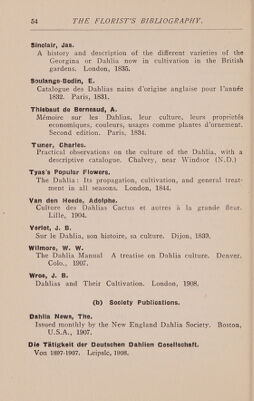 54 THE FLORIST'S BIBLIOGRAPHY.
Sinclair, Jas.
A history and description of the different varieties of the
Georgina or Dahlia now in cultivation in the British
gardens. London, 1835.
Soulange-Bodin, E.
Catalogue des Dahlias nains d'origine anglaise pour l'année
1832. Paris, 1831.
Thiebaut de Berneaud, A.
Mémoire sur les Dahlias, leur culture, leurs propriétés
economiques, couleurs, usages comme plantes d'ornement.
Second edition. Paris, 1834.
Tuner, Charles.
Practical observations on the culture of the Dahlia, with a
descriptive catalogue. Chalvey, near Windsor (N.D.)
Tyas's Popular Flowers.
The Dahlia: Its propagation, cultivation, and general treat-
ment in all seasons. London, 1844.
Van den Heede, Adolphe.
Culture des Dahlias Cactus et autres à la grande fleur.
Lille, 1904.
Verlot, J. B.
Sur le Dahlia, son histoire, sa culture. Dijon, 1839.
Wilmore, W. W.
The Dahlia Manual A treatise on Dahlia culture. Denver,
Colo., 1907.
Wroe, J. B.
Dahlias and Their Cultivation. London, 1908.
(b) Society Publications.
Dahlia News, The.
Issued monthly by the New England Dahlia Society. Boston,
U.S.A., 1907.
Die Tätigkeit der Deutschen Dahlien Gesellschaft.
Von 1897-1907. Leipsic, 1908.